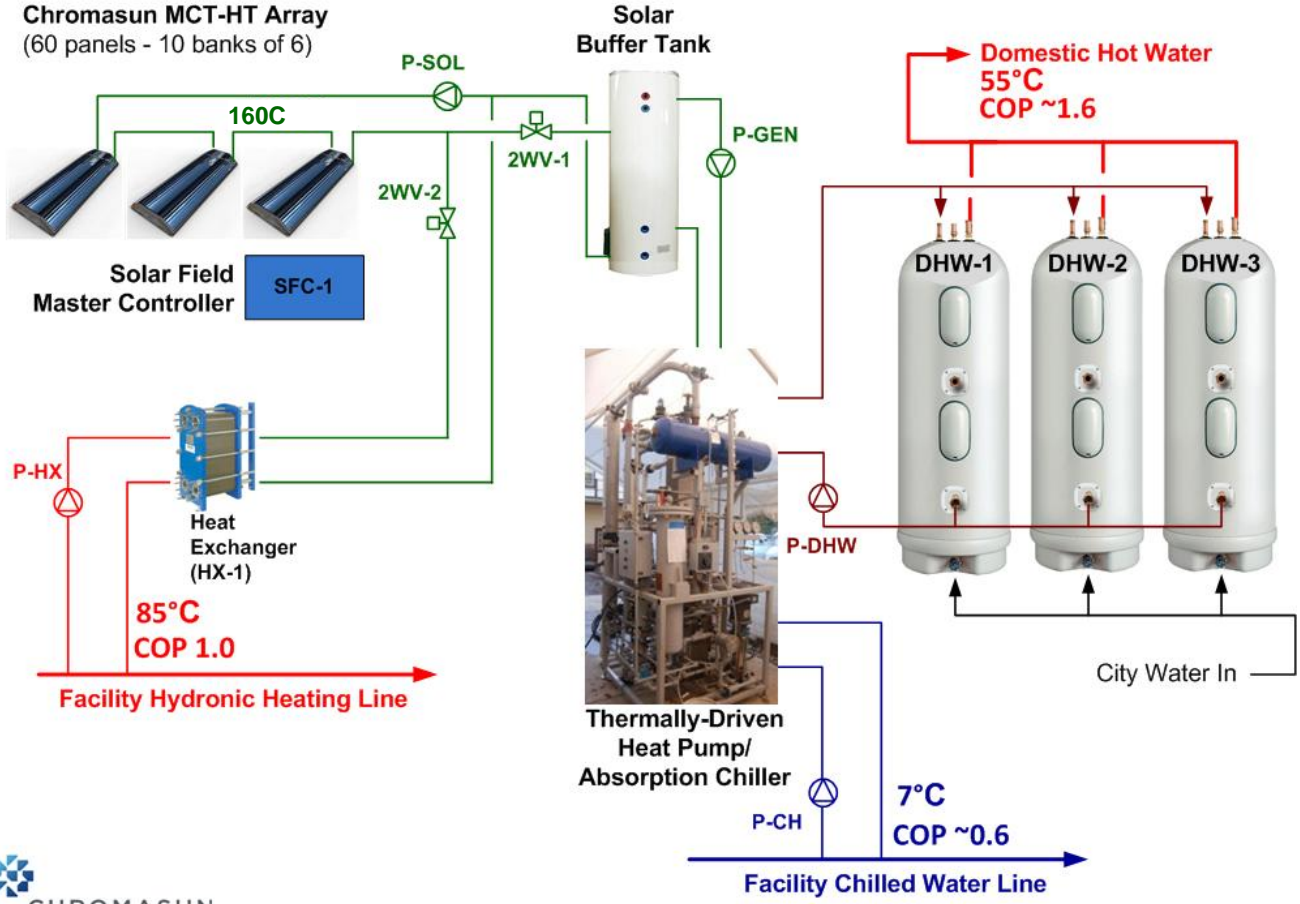 Chromasun MCT-HT Array
(60 panels - 10 banks of 6)
Solar
Buffer Tank
P-SOL
160C
2WV-1
2WV-2
P-GEN
Domestic Hot Water
55°C
COP ~1.6
DHW-1
DHW-2
DHW-3
Solar Field
Master Controller
SFC-1
P-HX
Heat
Exchanger
(HX-1)
85°C
COP 1.0
Facility Hydronic Heating Line
P-DHW
City Water In
Thermally-Driven
Heat Pump/
Absorption Chiller
P-CH
7°C
COP ~0.6
Facility Chilled Water Line
CHROMASUN